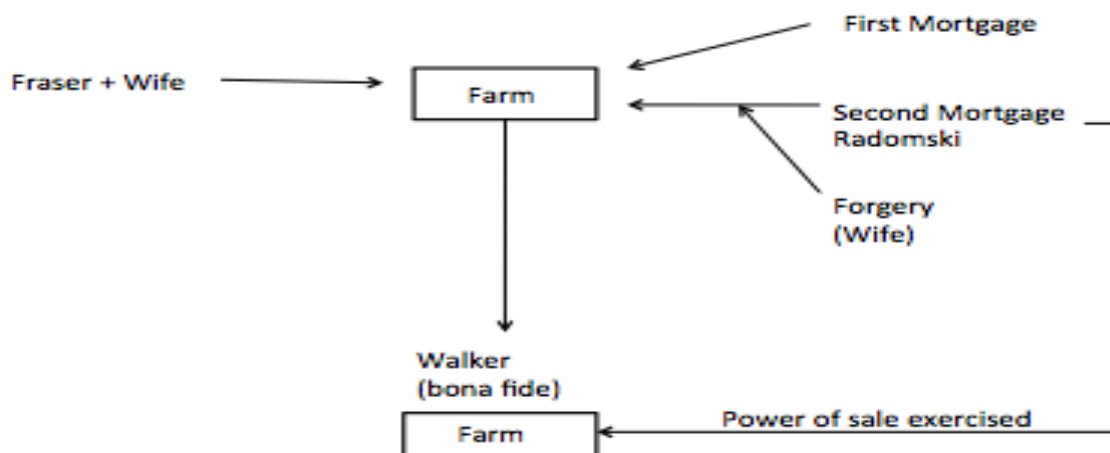 First Mortgage
Fraser + Wife
Farm
Second Mortgage
Radomski
Forgery
(Wife)
Walker
(bona fide)
Farm
Power of sale exercised